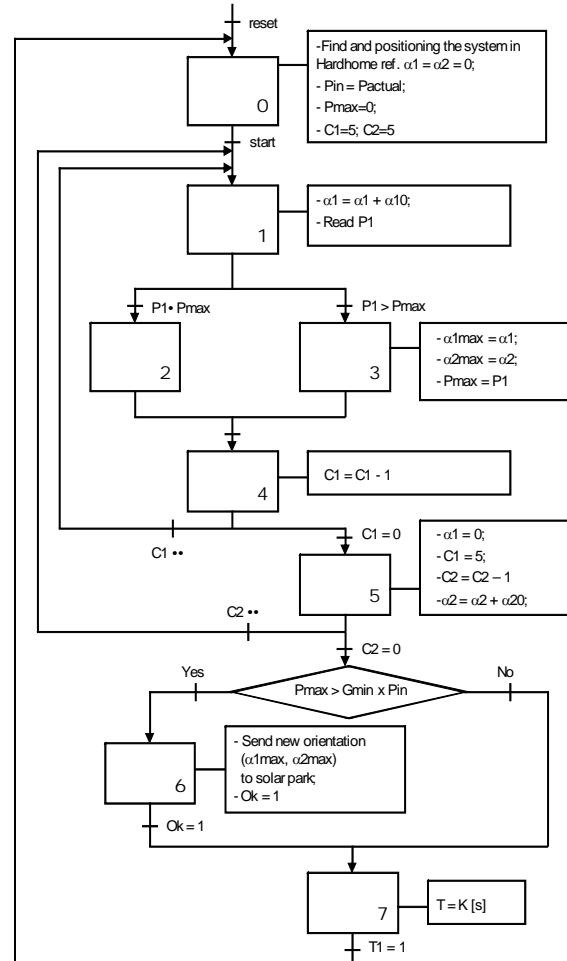 reset
-Find and positioning the system in
Hardhome ref. α1 = α2 = 0;
- Pin = Pactual;
- Pmax=0;
- C1=5; C2=5
0
start
- α1 = α1 + α10;
- Read P1
1
P1• Pmax
P1 > Pmax
2
3
- α1max = α1;
- α2max = α2;
- Pmax = P1
4
C1 = C1 - 1
C1 ••
C1 = 0
5
-α1 = 0;
-C1 = 5;
-C2 = C2 – 1
-α2 = α2 + α20;
C2 ••
C2 = 0
Yes
Pmax > Gmin x Pin
No
6
- Send new orientation
(α1max, α2max)
to solar park;
- Ok = 1
Ok = 1
7
T = K [s]
T1 = 1